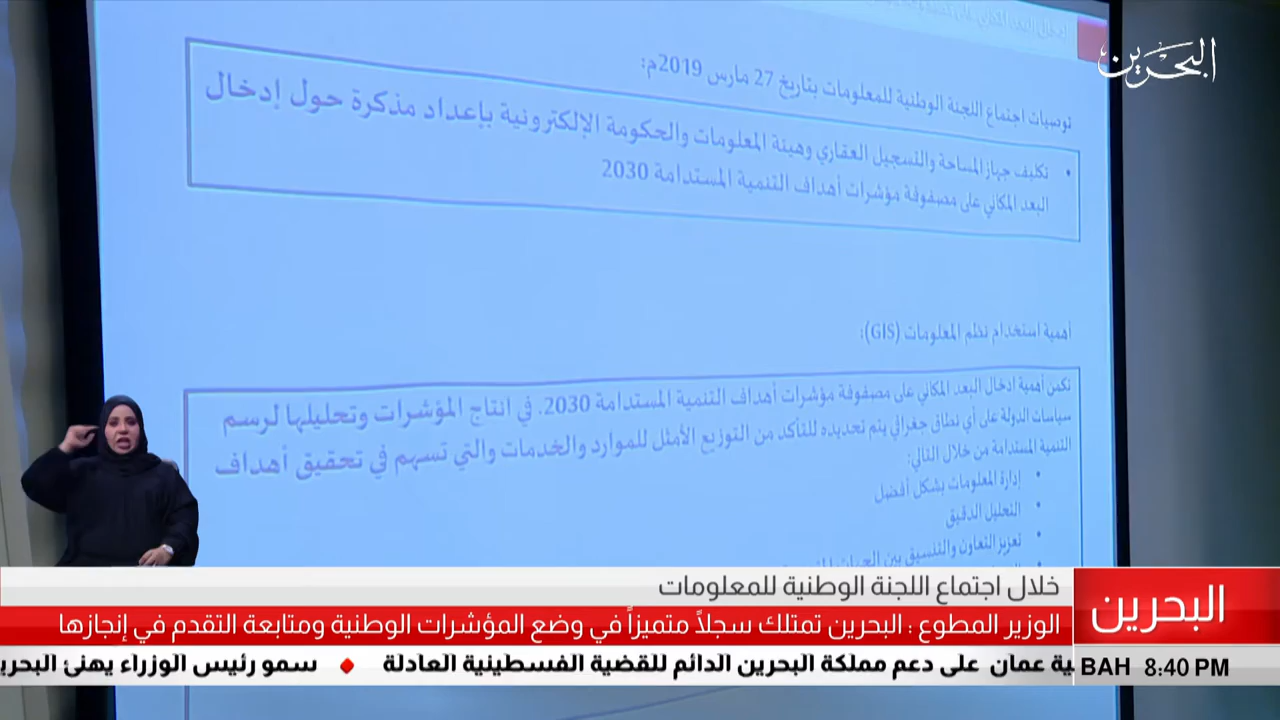 البحرين
توصيات اجتماع اللجنة الوطنية للمعلومات بتاريخ 27 مارس 2019م:
• تكليف جهاز المساحة والتسجيل العقاري وهيئة المعلومات والحكومة الإلكترونية بإعداد مذكرة حول إدخال
البعد المكاني على مصفوفة مؤشرات أهداف التنمية المستدامة 2030
أهمية استخدام نظم المعلومات (GIS):
تكمن أهمية ادخال البعد المكاني على مصفوفة مؤشرات أهداف التنمية المستدامة 2030. في انتاج المؤشرات وتحليلها لرسم
سياسات الدولة على أي نطاق جغرافي يتم تحديده للتأكد من التوزيع الأمثل للموارد والخدمات والتي تسهم في تحقيق أهداف
التنمية المستدامة من خلال التالي:
• إدارة المعلومات بشكل أفضل
• التحليل الدقيق
• تعزيز التعاون والتنسيق بين
خلال اجتماع اللجنة الوطنية للمعلومات
الوزير المطوع : البحرين تمتلك سجلاً متميزاً في وضع المؤشرات الوطنية ومتابعة التقدم في إنجازها
البحرين
ية عمان على دعم مملكة البحرين الدائم للقضية الفلسطينية العادلة ♦ سمو رئيس الوزراء يهنئ البحري
BAH 8:40 PM